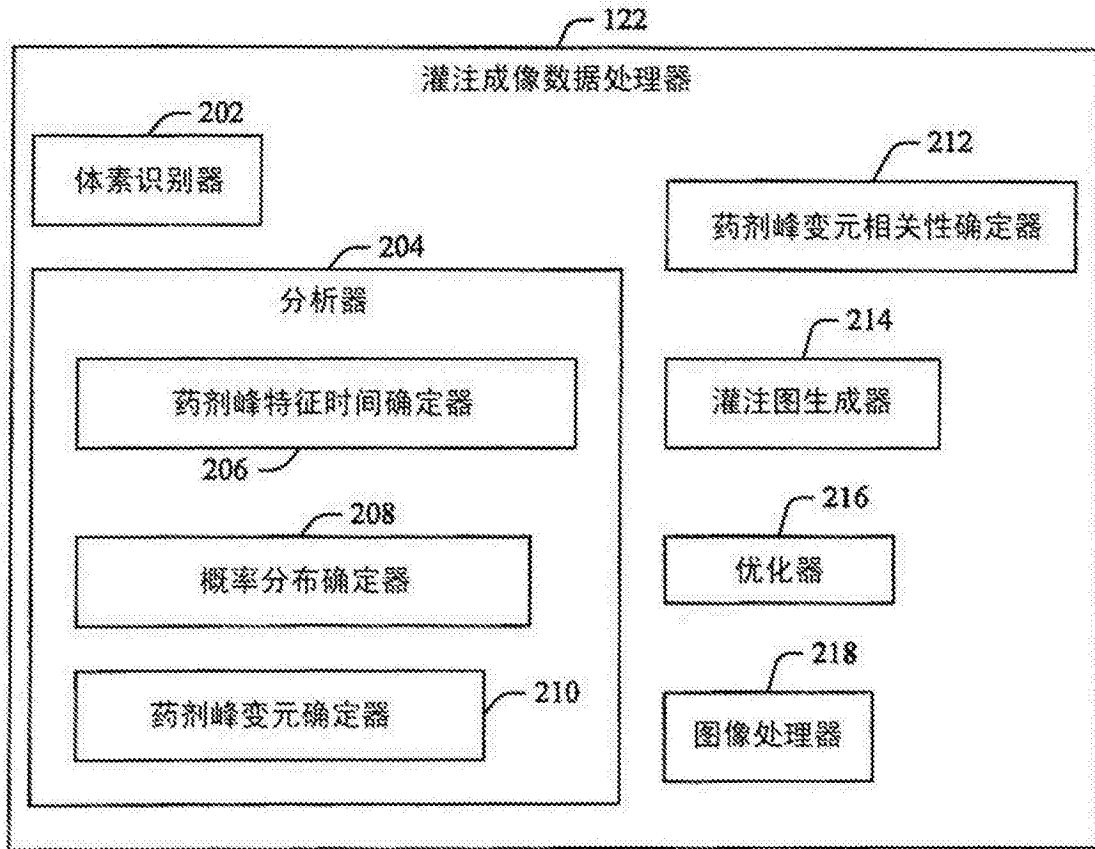 122
灌注成像数据处理器
202
体素识别器
204
分析器
药剂峰特征时间确定器
206
208
概率分布确定器
药剂峰变元确定器
210
212
药剂峰变元相关性确定器
214
灌注图生成器
216
优化器
218
图像处理器